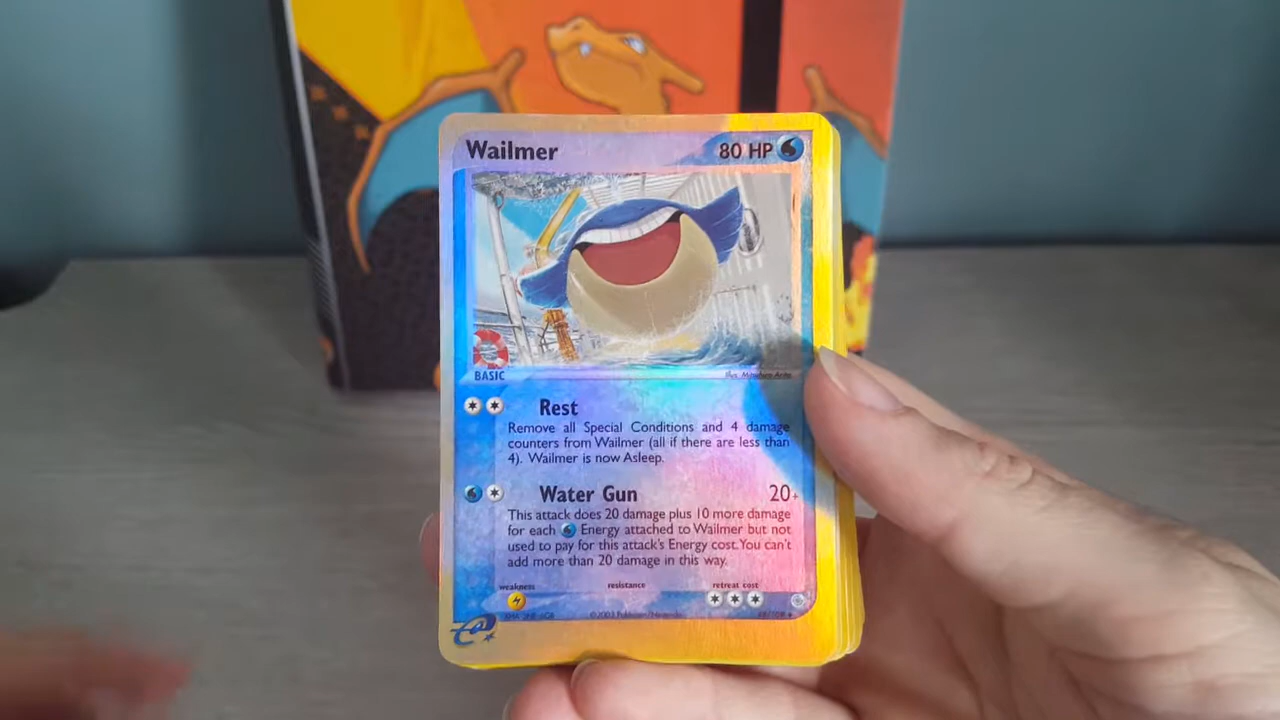 Wailmer 80 HP
BASIC
Illus. Mitsuhiro Arita
Rest
Remove all Special Conditions and 4 damage
counters from Wailmer (all if there are less than
4). Wailmer is now Asleep.
Water Gun 20+
This attack does 20 damage plus 10 more damage
for each Energy attached to Wailmer but not
used to pay for this attack's Energy cost. You can't
add more than 20 damage in this way.
weakness resistance retreat cost
©2003 Pokémon/Nintendo
e